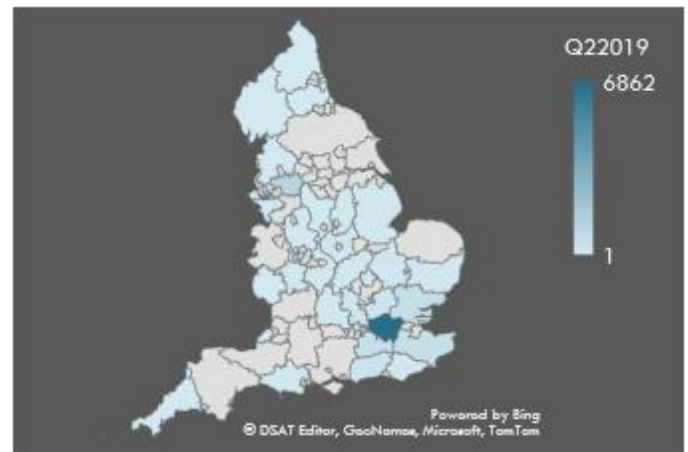 Q22019
6862
1
Powered by Bing
© DSAT Editor, GeoNames, Microsoft, TomTom